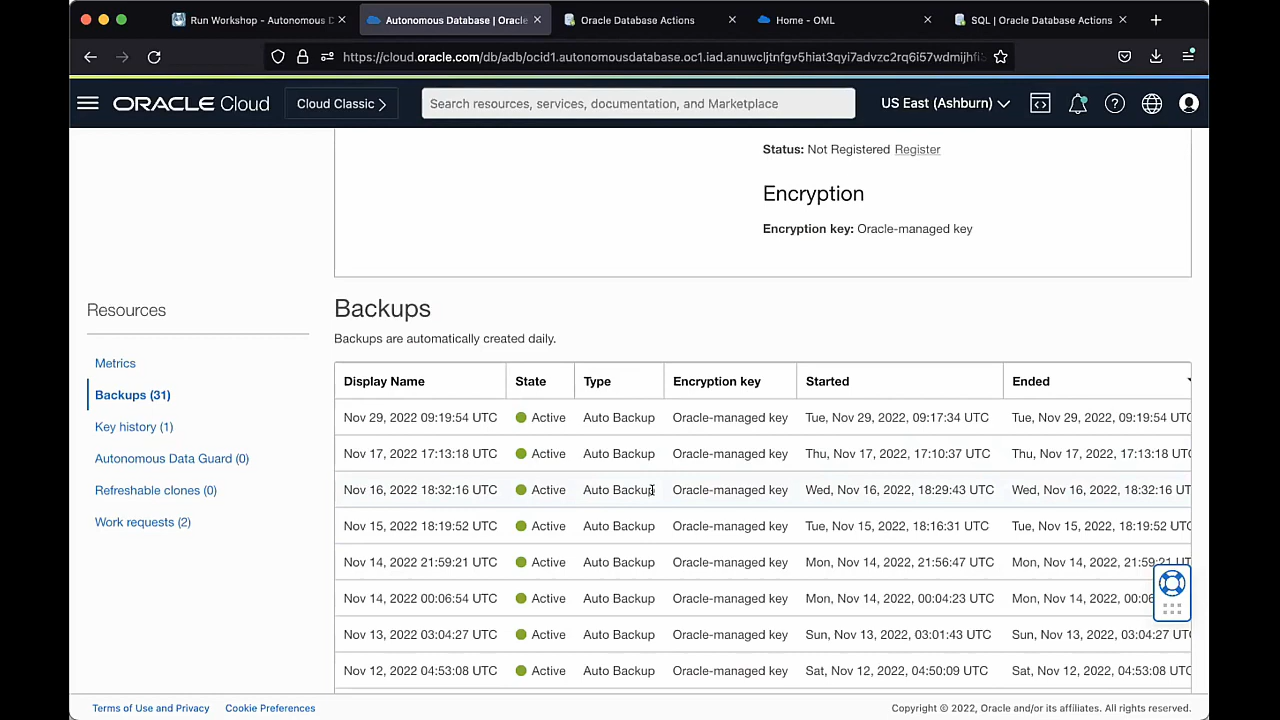 Run Workshop - Autonomous D
Autonomous Database | Oracle
Oracle Database Actions
Home - OML
SQL | Oracle Database Actions
https://cloud.oracle.com/db/adb/ocid1.autonomousdatabase.oc1.iad.anuwcljtnfgv5hiat3qyi7advzc2rq6i57wdmijhfi
ORACLE Cloud
Cloud Classic
Search resources, services, documentation, and Marketplace
US East (Ashburn)
Status: Not Registered Register
Encryption
Encryption key: Oracle-managed key
Resources
Metrics
Backups (31)
Key history (1)
Autonomous Data Guard (0)
Refreshable clones (0)
Work requests (2)
Backups
Backups are automatically created daily.
Display Name State Type Encryption key Started Ended
Nov 29, 2022 09:19:54 UTC Active Auto Backup Oracle-managed key Tue, Nov 29, 2022, 09:17:34 UTC Tue, Nov 29, 2022, 09:19:54 UTC
Nov 17, 2022 17:13:18 UTC Active Auto Backup Oracle-managed key Thu, Nov 17, 2022, 17:10:37 UTC Thu, Nov 17, 2022, 17:13:18 UTC
Nov 16, 2022 18:32:16 UTC Active Auto Backup Oracle-managed key Wed, Nov 16, 2022, 18:29:43 UTC Wed, Nov 16, 2022, 18:32:16 UT
Nov 15, 2022 18:19:52 UTC Active Auto Backup Oracle-managed key Tue, Nov 15, 2022, 18:16:31 UTC Tue, Nov 15, 2022, 18:19:52 UTC
Nov 14, 2022 21:59:21 UTC Active Auto Backup Oracle-managed key Mon, Nov 14, 2022, 21:56:47 UTC Mon, Nov 14, 2022, 21:59:21 UTC
Nov 14, 2022 00:06:54 UTC Active Auto Backup Oracle-managed key Mon, Nov 14, 2022, 00:04:23 UTC Mon, Nov 14, 2022, 00:06
Nov 13, 2022 03:04:27 UTC Active Auto Backup Oracle-managed key Sun, Nov 13, 2022, 03:01:43 UTC Sun, Nov 13, 2022, 03:04:27 UTC
Nov 12, 2022 04:53:08 UTC Active Auto Backup Oracle-managed key Sat, Nov 12, 2022, 04:50:09 UTC Sat, Nov 12, 2022, 04:53:08 UTC
Terms of Use and Privacy Cookie Preferences
Copyright © 2022, Oracle and/or its affiliates. All rights reserved.